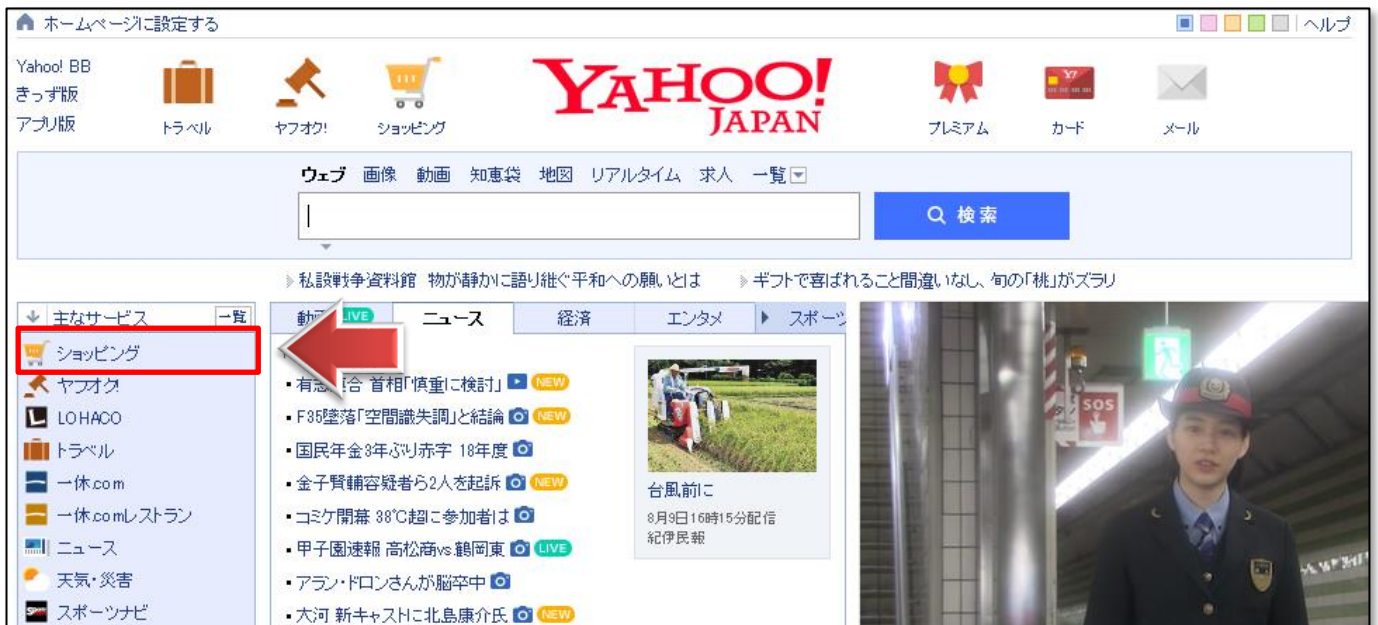 ホームページに設定する
ヘルプ
Yahoo! BB
きっず版
アプリ版
トラベル
ヤフオク!
ショッピング
YAHOO!
JAPAN
Y7
プレミアム
カード
メール
ウェブ 画像 動画 知恵袋 地図 リアルタイム 求人 一覧
検索
私設戦争資料館 物が静かに語り継ぐ平和への願いとは
ギフトで喜ばれること間違いなし、旬の「桃」がズラリ
主なサービス 一覧
LIVE ニュース 経済 エンタメ スポーツ
ショッピング
ヤフオク!
LOHACO
トラベル
一休.com
一休.comレストラン
ニュース
天気・災害
スポーツナビ
首相「慎重に検討」 NEW
F35墜落「空間識失調」と結論 NEW
国民年金3年ぶり赤字 18年度
金子賢輔容疑者ら2人を起訴 NEW
コミケ開幕 38℃超に参加者は
甲子園速報 高松商vs鶴岡東 LIVE
アラン・ドロンさんが脳卒中
大河 新キャストに北島康介氏 NEW
台風前に
8月9日16時15分配信
紀伊民報
SOS